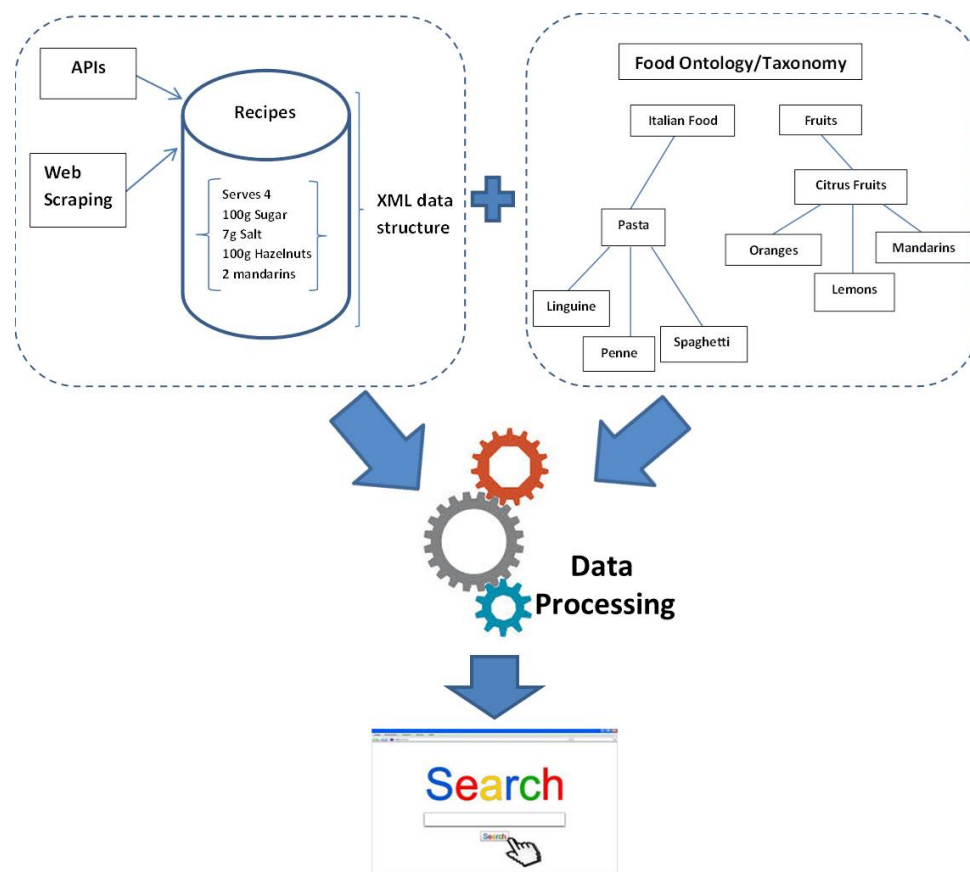 APIs
Web
Scraping
Recipes
Serves 4
100g Sugar
7g Salt
100g Hazelnuts
2 mandarins
XML data
structure
Food Ontology/Taxonomy
Italian Food
Fruits
Citrus Fruits
Pasta
Oranges
Mandarins
Lemons
Linguine
Penne
Spaghetti
Data
Processing
Search
Search